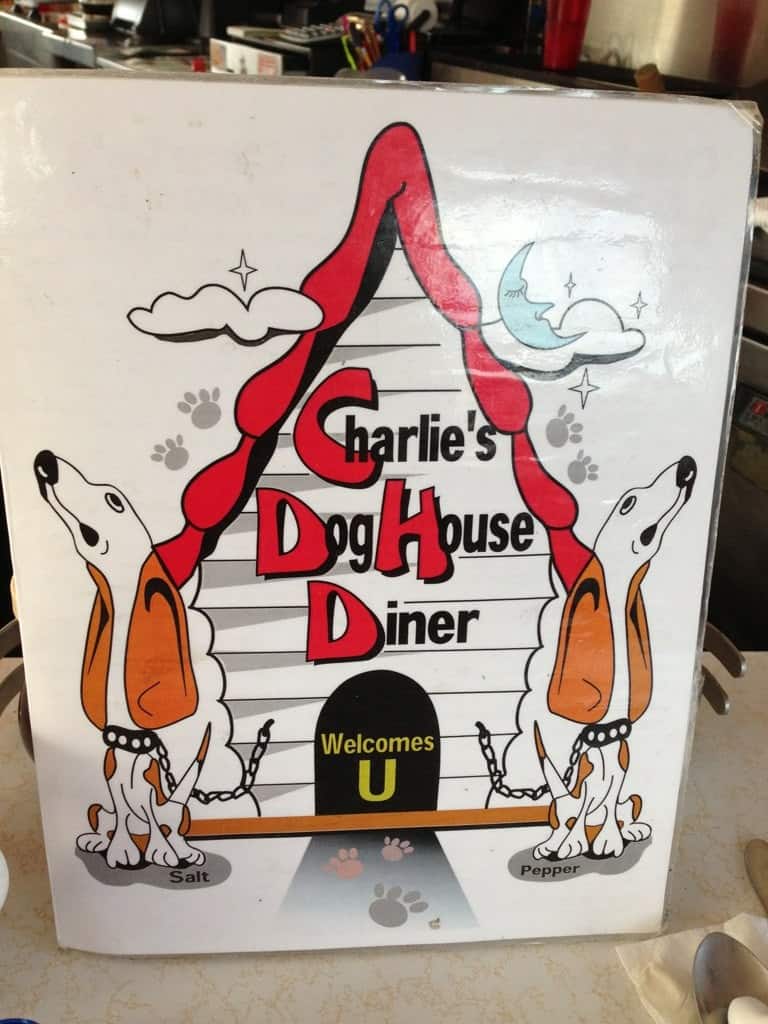 Charlie's
DogHouse
Diner
Welcomes
U
Salt
Pepper